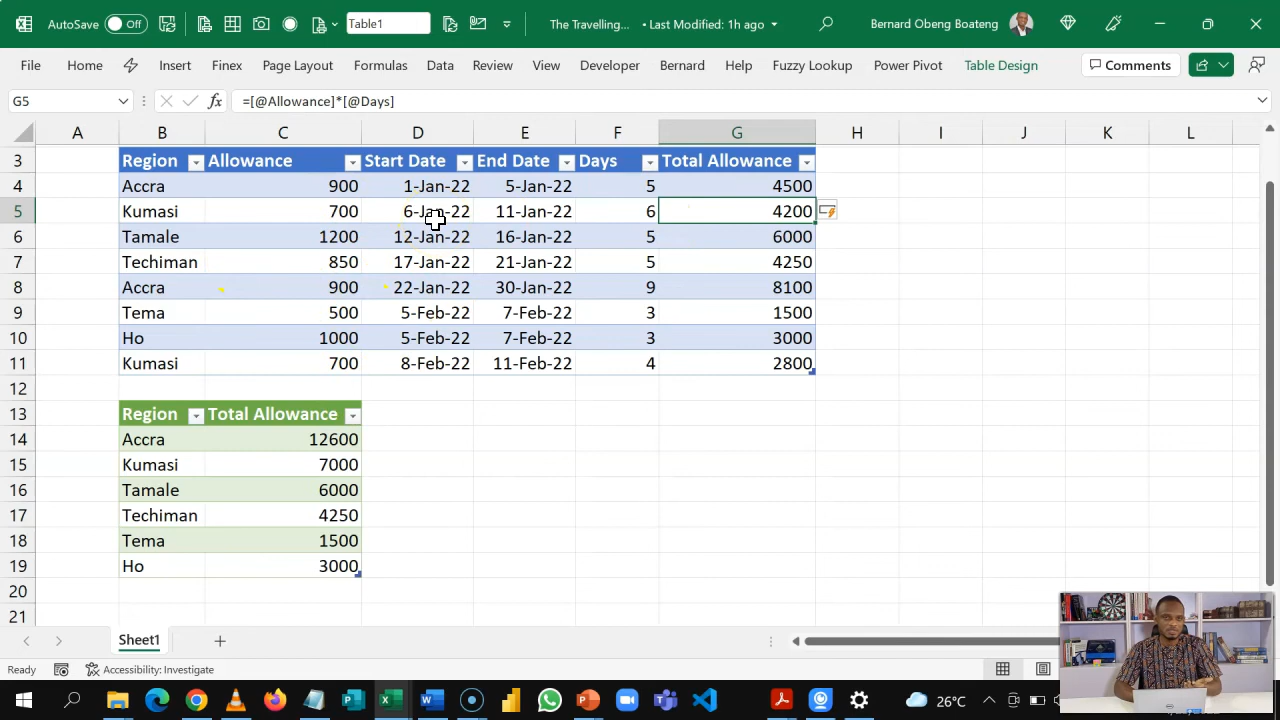 AutoSave Off Table1 The Travelling... • Last Modified: 1h ago Bernard Obeng Boateng
File Home Insert Finex Page Layout Formulas Data Review View Developer Bernard Help Fuzzy Lookup Power Pivot Table Design Comments
G5 fx =[@Allowance]*[@Days]
A B C D E F G H I J K L
3 Region Allowance Start Date End Date Days Total Allowance
4 Accra 900 1-Jan-22 5-Jan-22 5 4500
5 Kumasi 700 6-Jan-22 11-Jan-22 6 4200
6 Tamale 1200 12-Jan-22 16-Jan-22 5 6000
7 Techiman 850 17-Jan-22 21-Jan-22 5 4250
8 Accra 900 22-Jan-22 30-Jan-22 9 8100
9 Tema 500 5-Feb-22 7-Feb-22 3 1500
10 Ho 1000 5-Feb-22 7-Feb-22 3 3000
11 Kumasi 700 8-Feb-22 11-Feb-22 4 2800
12
13 Region Total Allowance
14 Accra 12600
15 Kumasi 7000
16 Tamale 6000
17 Techiman 4250
18 Tema 1500
19 Ho 3000
20
21
Sheet1
Ready Accessibility: Investigate
26°C